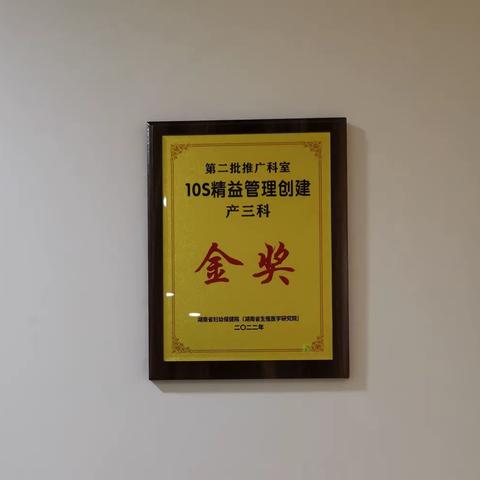 第二批推广科室
10S精益管理创建
产三科
金奖
湖南省妇幼保健院（湖南省生殖医学研究院）
二〇二二年